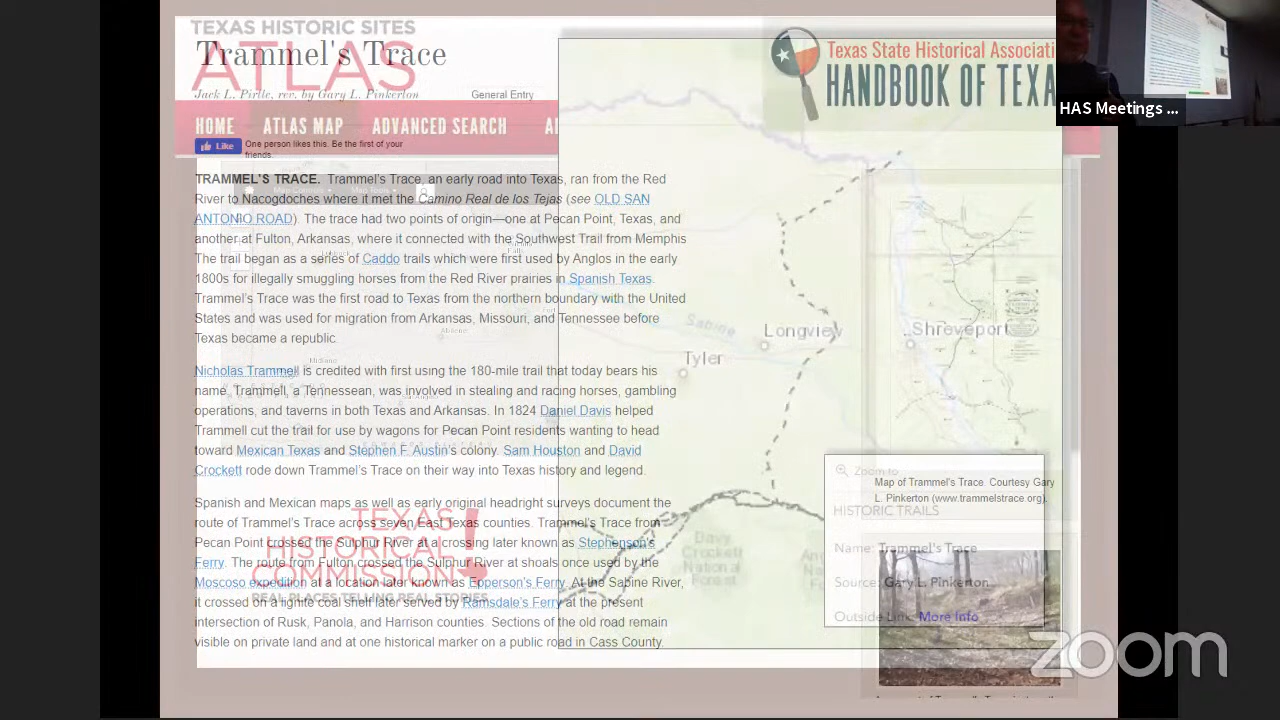 TEXAS HISTORIC SITES
ATLAS
Trammel's Trace
Jack L. Pirtle, rev. by Gary L. Pinkerton
General Entry
Texas State Historical Associati
HANDBOOK OF TEXA
HAS Meetings ...
HOME ATLAS MAP ADVANCED SEARCH
Like
One person likes this. Be the first of your
friends.
TRAMMEL'S TRACE. Trammel's Trace, an early road into Texas, ran from the Red
River to Nacogdoches where it met the Camino Real de los Tejas (see OLD SAN
ANTONIO ROAD). The trace had two points of origin—one at Pecan Point, Texas, and
another at Fulton, Arkansas, where it connected with the Southwest Trail from Memphis
The trail began as a series of Caddo trails which were first used by Anglos in the early
1800s for illegally smuggling horses from the Red River prairies in Spanish Texas.
Trammel's Trace was the first road to Texas from the northern boundary with the United
States and was used for migration from Arkansas, Missouri, and Tennessee before
Texas became a republic.
Nicholas Trammell is credited with first using the 180-mile trail that today bears his
name. Trammell, a Tennessean, was involved in stealing and racing horses, gambling
operations, and taverns in both Texas and Arkansas. In 1824 Daniel Davis helped
Trammell cut the trail for use by wagons for Pecan Point residents wanting to head
toward Mexican Texas and Stephen F. Austin's colony. Sam Houston and David
Crockett rode down Trammel's Trace on their way into Texas history and legend.
Spanish and Mexican maps as well as early original headright surveys document the
route of Trammel's Trace across seven East Texas counties. Trammel's Trace from
Pecan Point crossed the Sulphur River at a crossing later known as Stephenson's
Ferry. The route from Fulton crossed the Sulphur River at shoals once used by the
Moscoso expedition at a location later known as Epperson's Ferry. At the Sabine River,
it crossed on a lignite coal shelf later served by Ramsdale's Ferry at the present
intersection of Rusk, Panola, and Harrison counties. Sections of the old road remain
visible on private land and at one historical marker on a public road in Cass County.
TEXAS
HISTORICAL
COMMISSION
REAL PLACES TELLING REAL STORIES
Sabine
Longview
Shreveport
Tyler
Davy
Crockett
National
Forest
Zoom to
Map of Trammel's Trace. Courtesy Gary
L. Pinkerton (www.trammelstrace.org).
HISTORIC TRAILS
Name: Trammel's Trace
Source: Gary L. Pinkerton
Outside Link: More Info
zoom